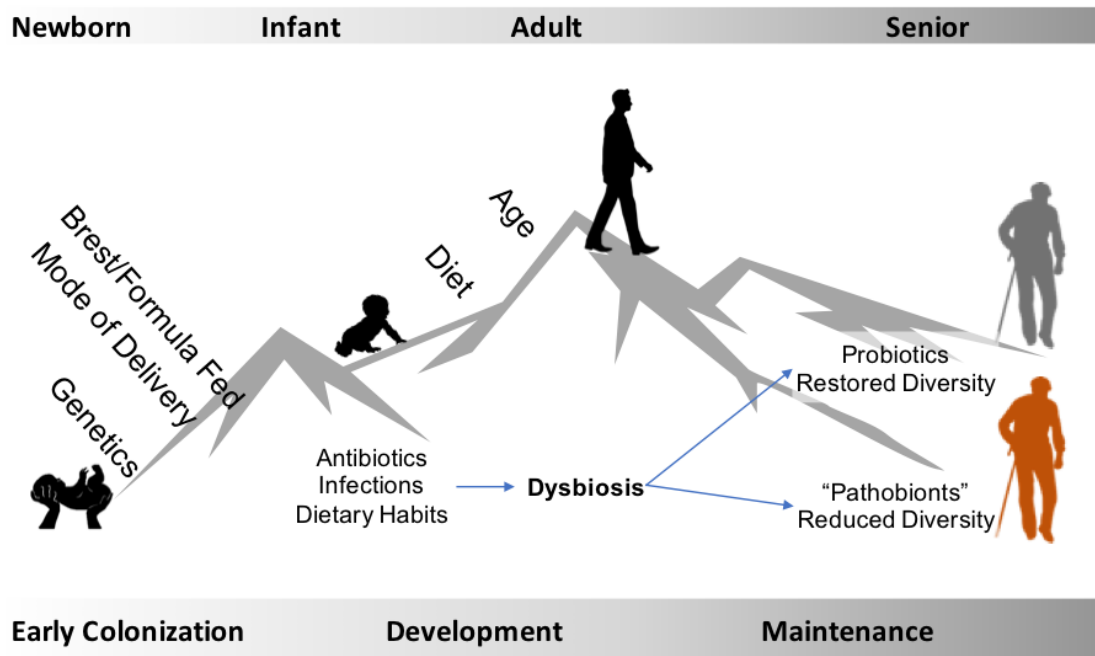 Newborn
Infant
Adult
Senior
Brest/Formula Fed
Mode of Delivery
Genetics
Diet
Age
Antibiotics
Infections
Dietary Habits
Dysbiosis
Probiotics
Restored Diversity
“Pathobionts”
Reduced Diversity
Early Colonization
Development
Maintenance